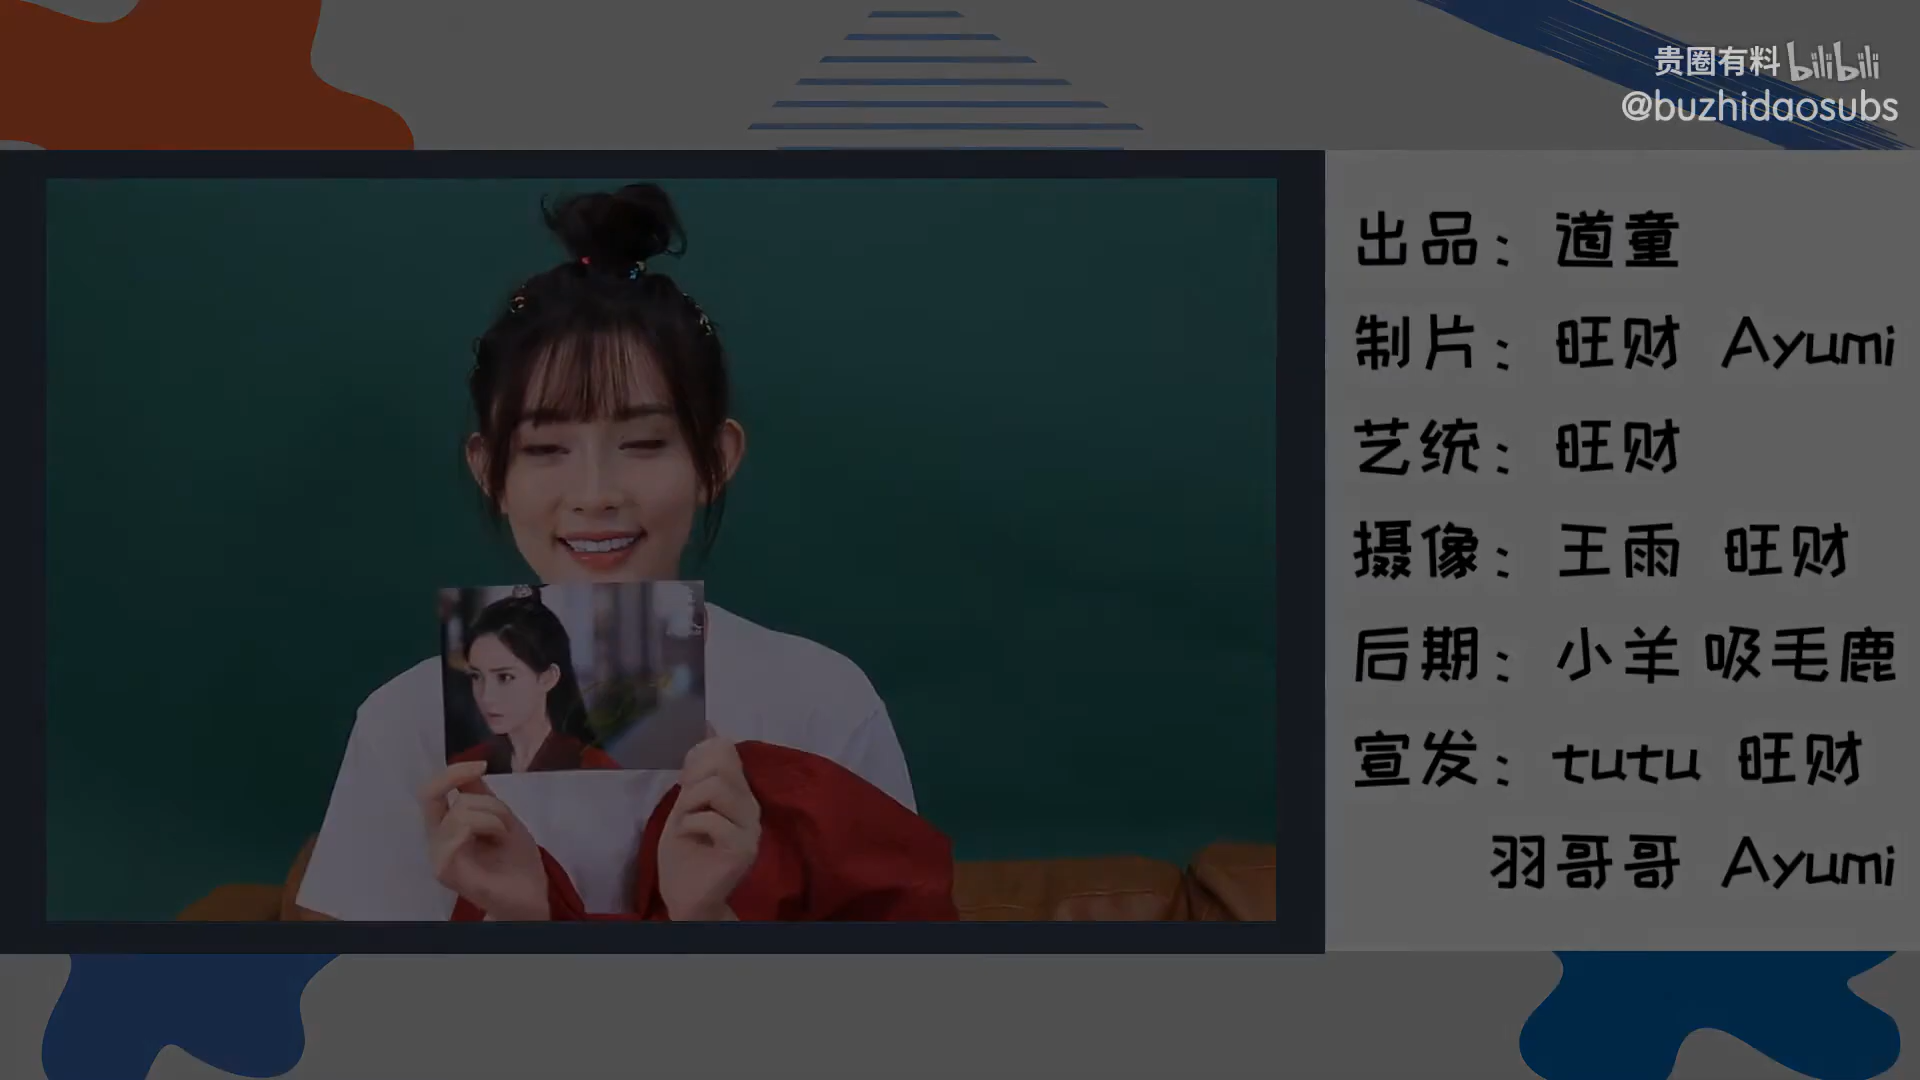 贵圈有料 bilibili
@buzhidaosubs
出品：道童
制片：旺财 Ayumi
艺统：旺财
摄像：王雨 旺财
后期：小羊 吸毛鹿
宣发：tutu 旺财
羽哥哥 Ayumi